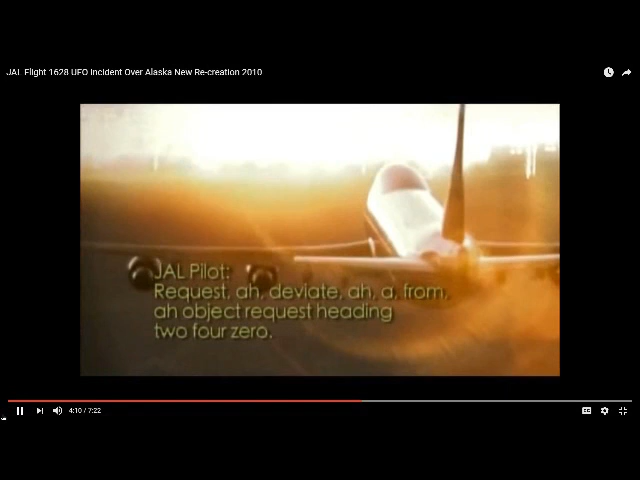 JAL Flight 1628 UFO Incident Over Alaska New Re-creation 2010
JAL Pilot:
Request, ah, deviate, ah, a, from,
ah object request heading
two four zero.
4:10 / 7:22
CC